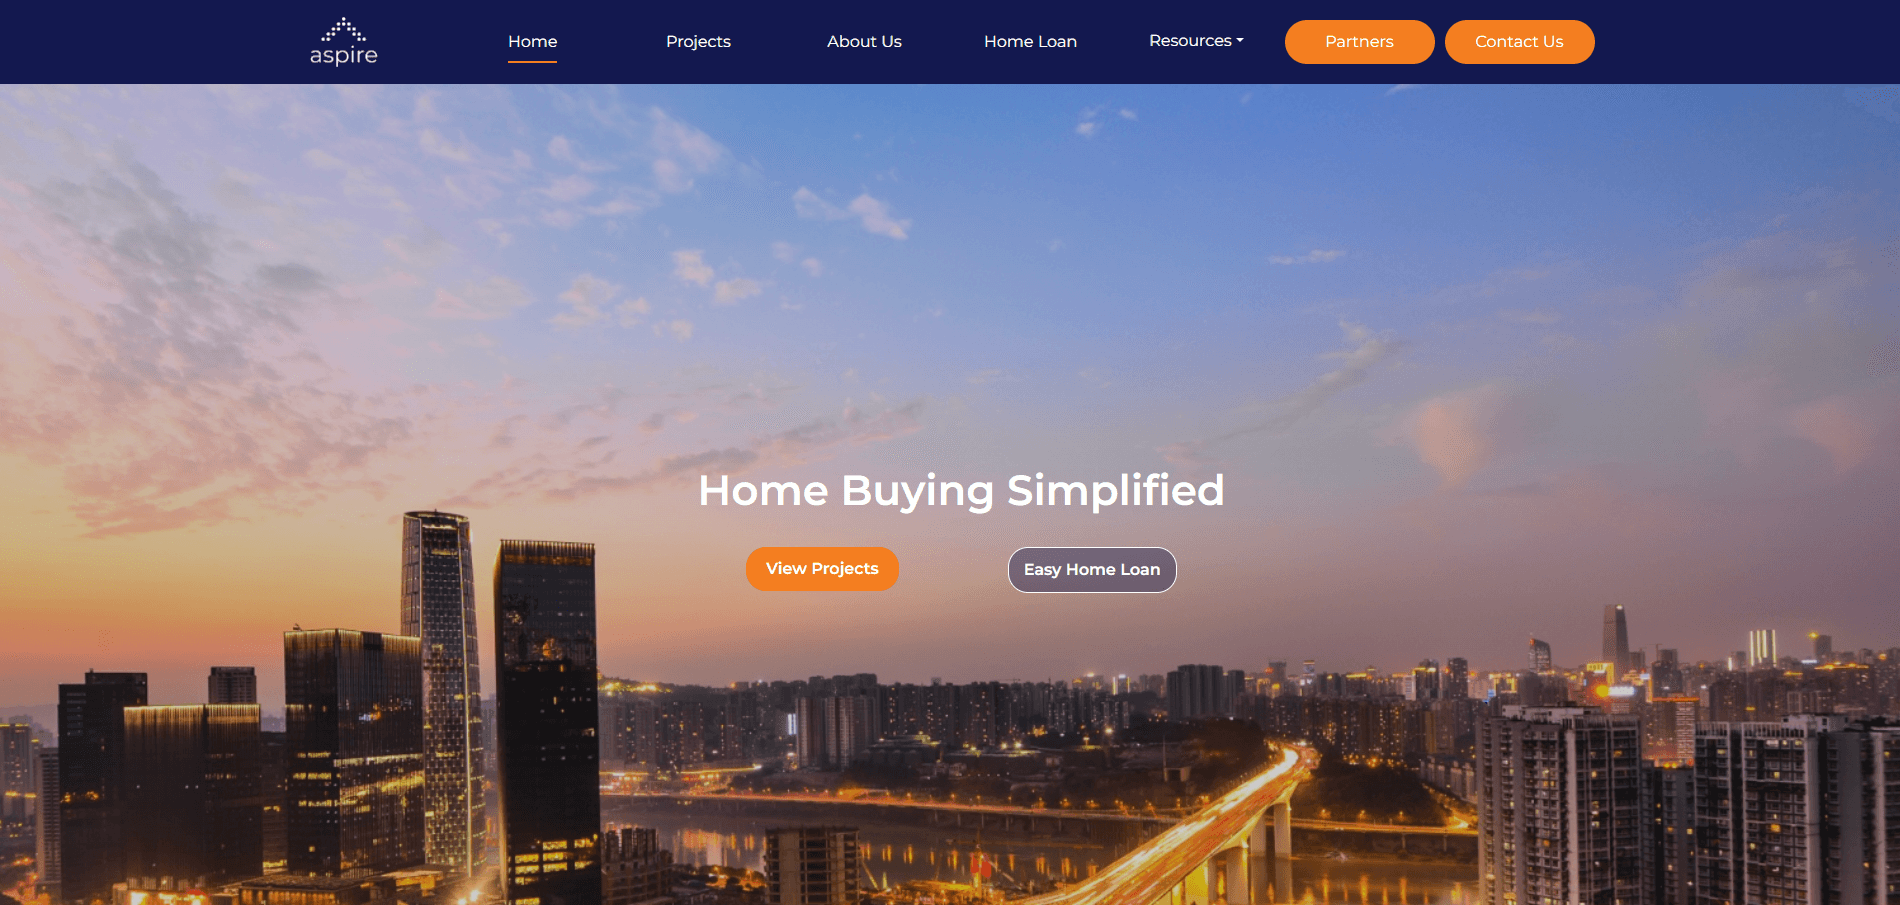 aspire
Home
Projects
About Us
Home Loan
Resources
Partners
Contact Us
Home Buying Simplified
View Projects
Easy Home Loan